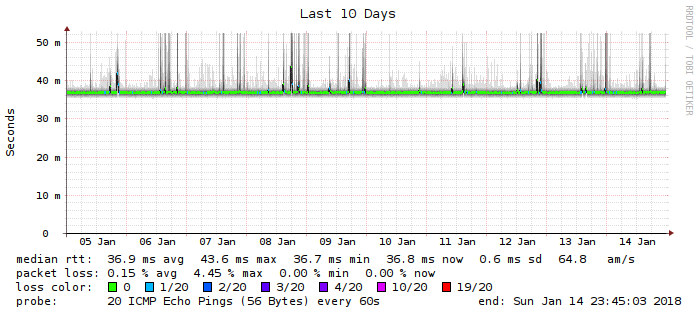 Last 10 Days
RRDTOOL / TOBI OETIKER
Seconds
50 m
40 m
30 m
20 m
10 m
0
05 Jan 06 Jan 07 Jan 08 Jan 09 Jan 10 Jan 11 Jan 12 Jan 13 Jan 14 Jan
median rtt: 36.9 ms avg 43.6 ms max 36.7 ms min 36.8 ms now 0.6 ms sd 64.8 am/s
packet loss: 0.15 % avg 4.45 % max 0.00 % min 0.00 % now
loss color: 0 1/20 2/20 3/20 4/20 10/20 19/20
probe: 20 ICMP Echo Pings (56 Bytes) every 60s end: Sun Jan 14 23:45:03 2018